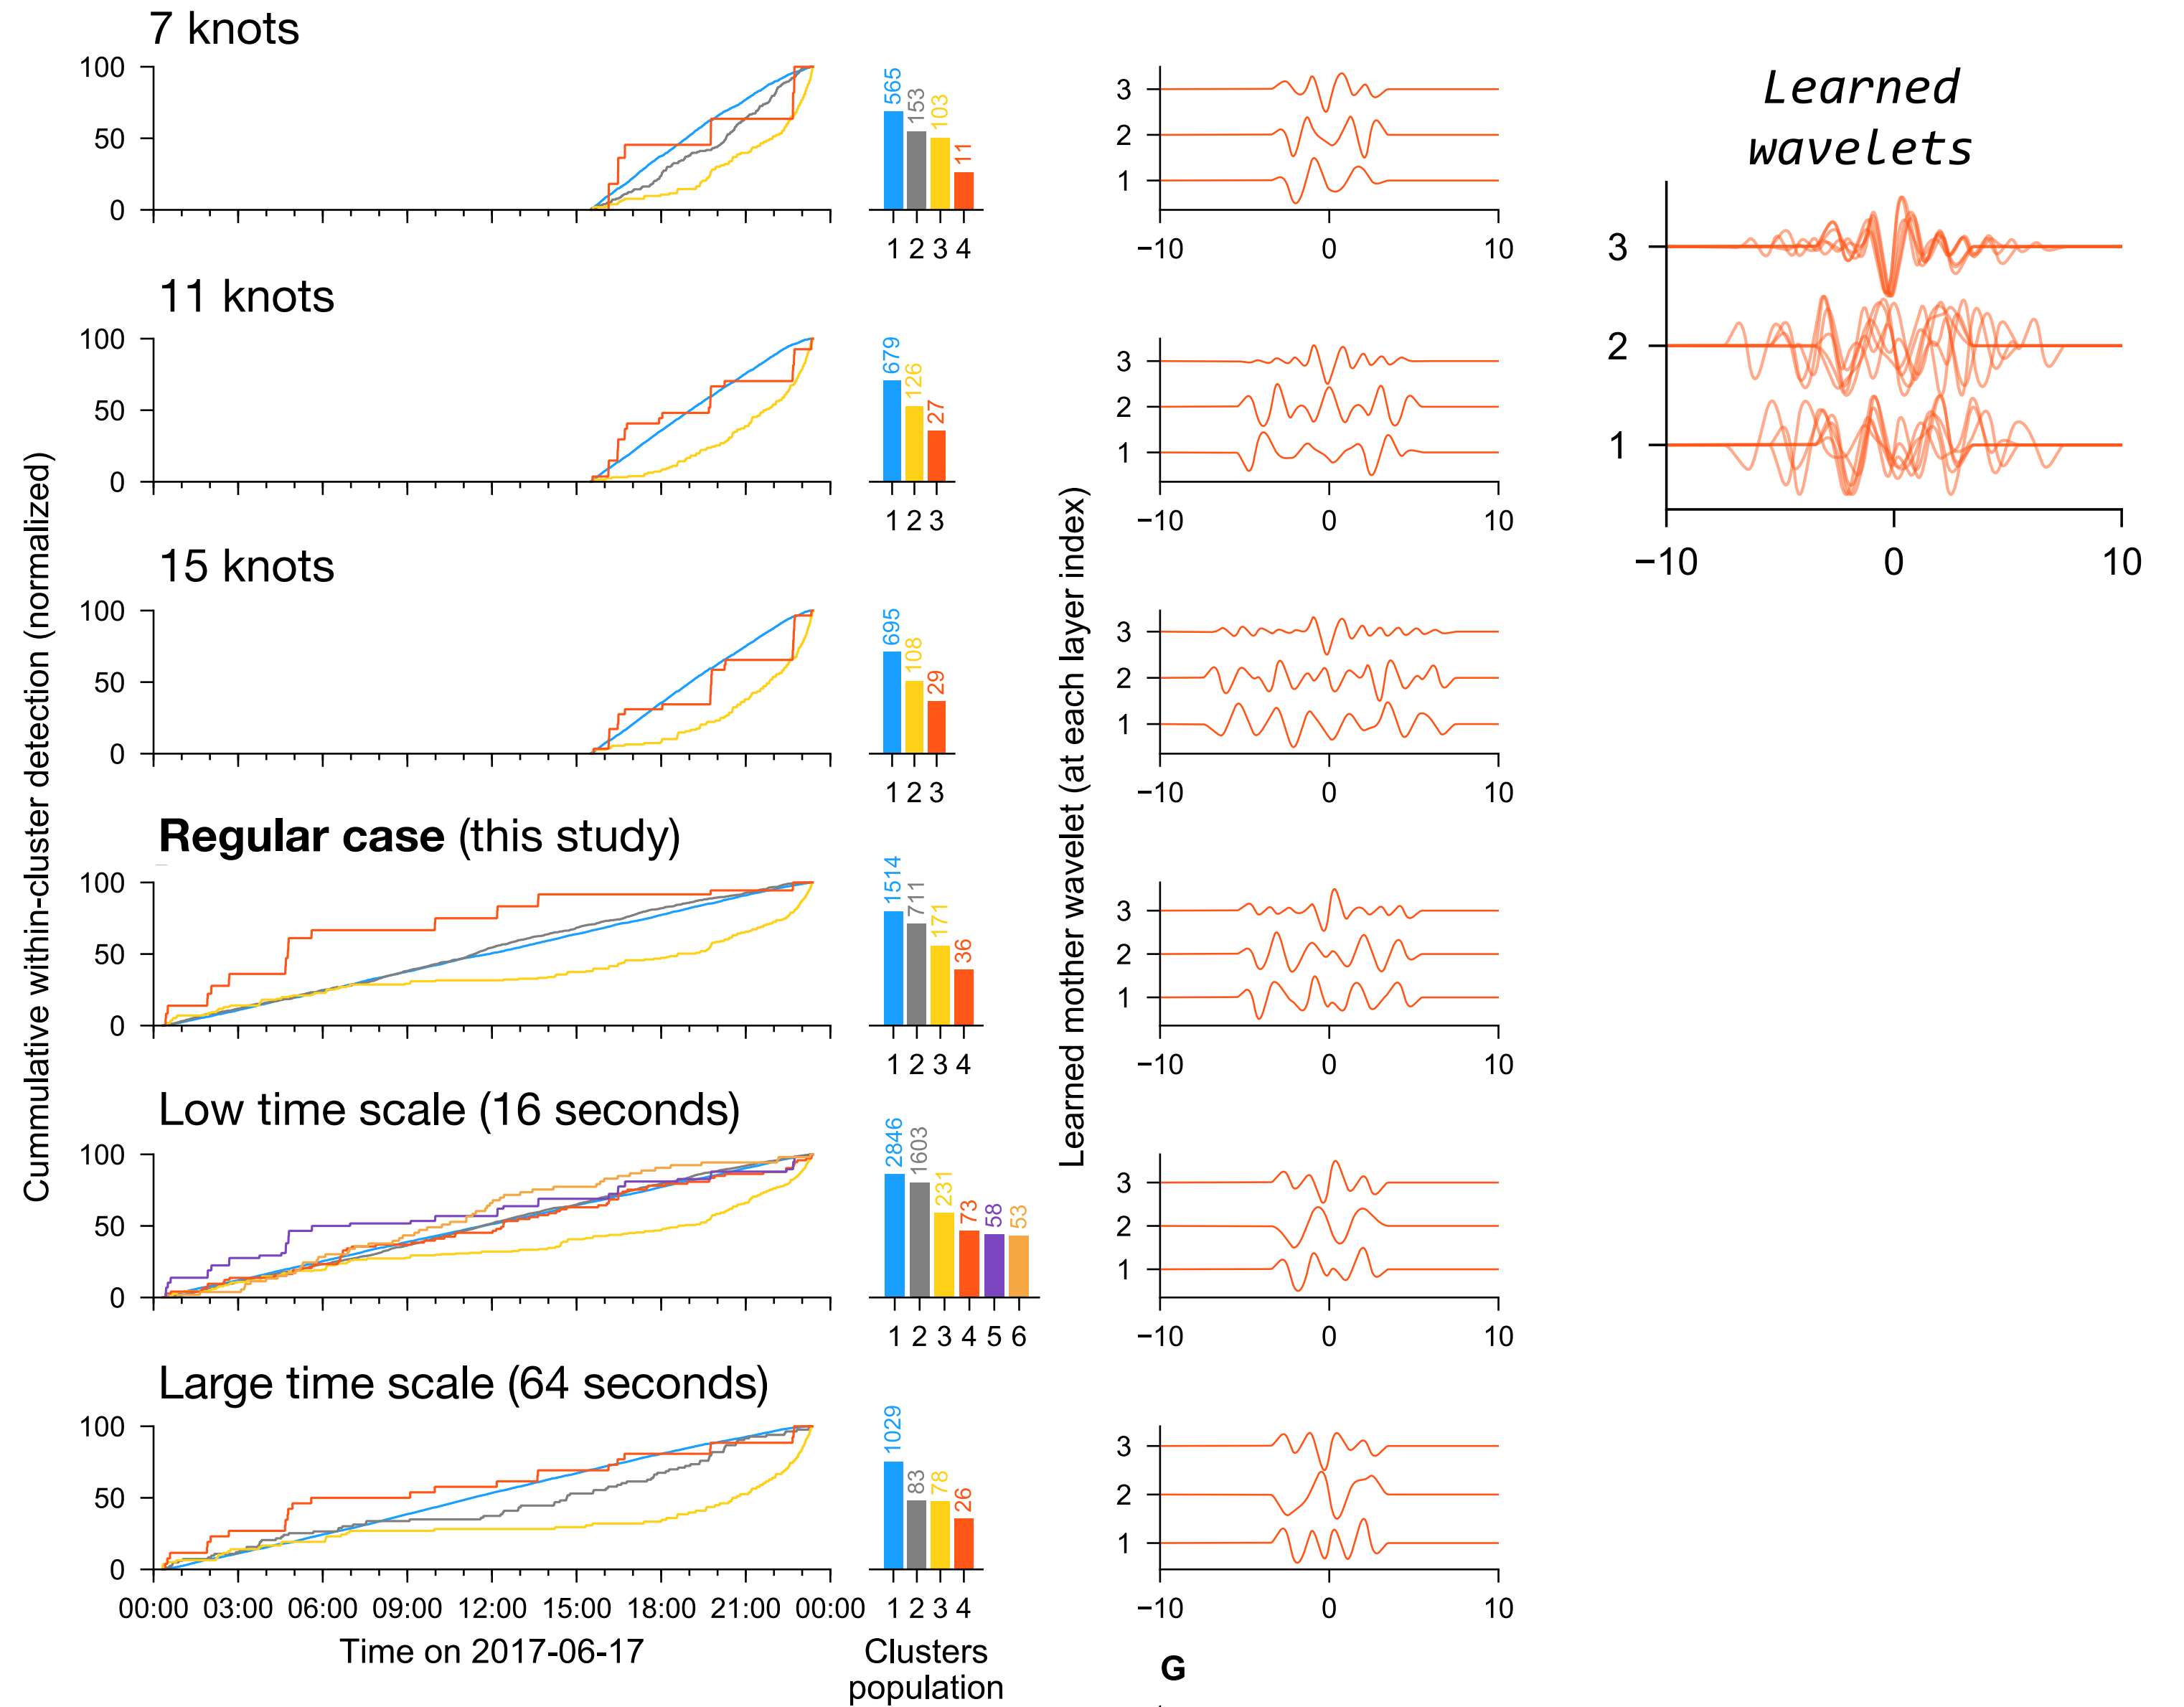 Cummulative within-cluster detection (normalized)
Learned mother wavelet (at each layer index)
7 knots
100
50
0
565
153
103
11
1 2 3 4
3
2
1
−10 0 10
Learned
wavelets
3
2
1
−10 0 10
11 knots
100
50
0
679
126
27
1 2 3
3
2
1
−10 0 10
15 knots
100
50
0
695
108
29
1 2 3
3
2
1
−10 0 10
Regular case (this study)
100
50
0
1514
711
171
36
1 2 3 4
3
2
1
−10 0 10
Low time scale (16 seconds)
100
50
0
2846
1603
231
73
58
53
1 2 3 4 5 6
3
2
1
−10 0 10
Large time scale (64 seconds)
100
50
0
1029
83
78
26
00:00 03:00 06:00 09:00 12:00 15:00 18:00 21:00 00:00
1 2 3 4
3
2
1
−10 0 10
Time on 2017-06-17
Clusters
population
G